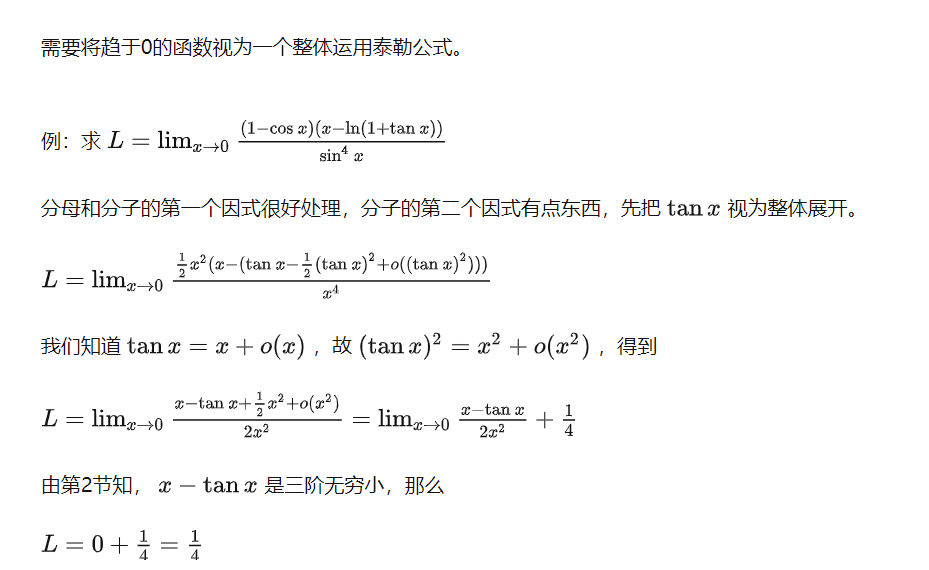 需要将趋于0的函数视为一个整体运用泰勒公式。
例：求 L = lim_{x→0} \frac{(1−cos x)(x−ln(1+tan x))}{sin^4 x}
分母和分子的第一个因式很好处理，分子的第二个因式有点东西，先把 tan x 视为整体展开。
L = lim_{x→0} \frac{\frac{1}{2}x^2(x−(tan x−\frac{1}{2}(tan x)^2+o((tan x)^2)))}{x^4}
我们知道 tan x = x + o(x) ，故 (tan x)^2 = x^2 + o(x^2) ，得到
L = lim_{x→0} \frac{x−tan x+\frac{1}{2}x^2+o(x^2)}{2x^2} = lim_{x→0} \frac{x−tan x}{2x^2} + \frac{1}{4}
由第2节知， x − tan x 是三阶无穷小，那么
L = 0 + \frac{1}{4} = \frac{1}{4}